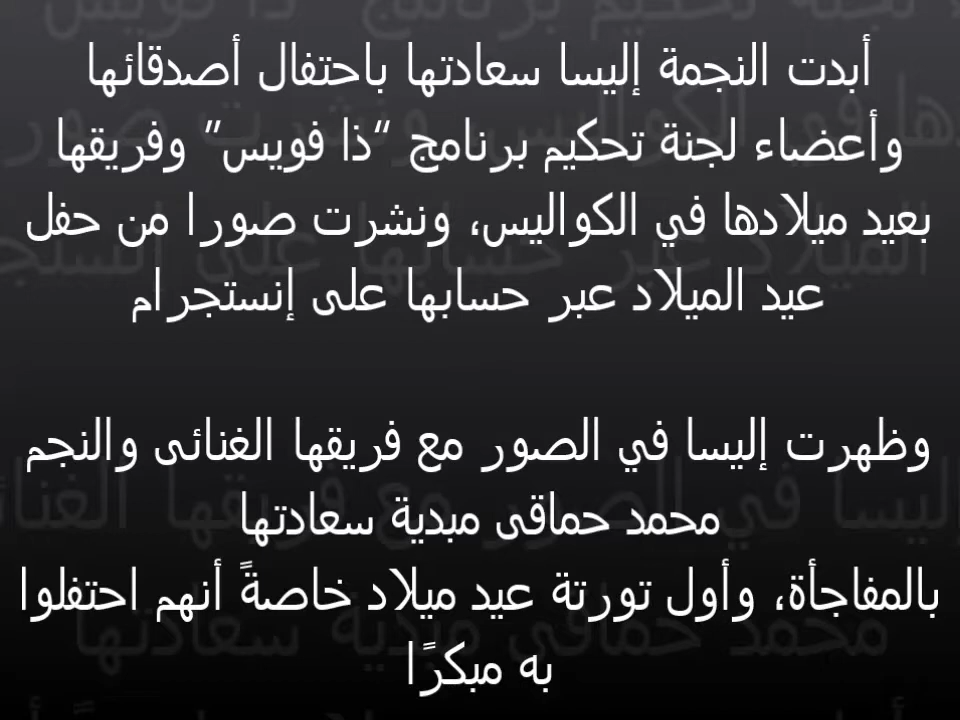 أبدت النجمة إليسا سعادتها باحتفال أصدقائها
وأعضاء لجنة تحكيم برنامج “ذا فويس” وفريقها
بعيد ميلادها في الكواليس، ونشرت صورا من حفل
عيد الميلاد عبر حسابها على إنستجرام
وظهرت إليسا في الصور مع فريقها الغنائى والنجم
محمد حماقى مبدية سعادتها
بالمفاجأة، وأول تورتة عيد ميلاد خاصةً أنهم احتفلوا
به مبكرًا